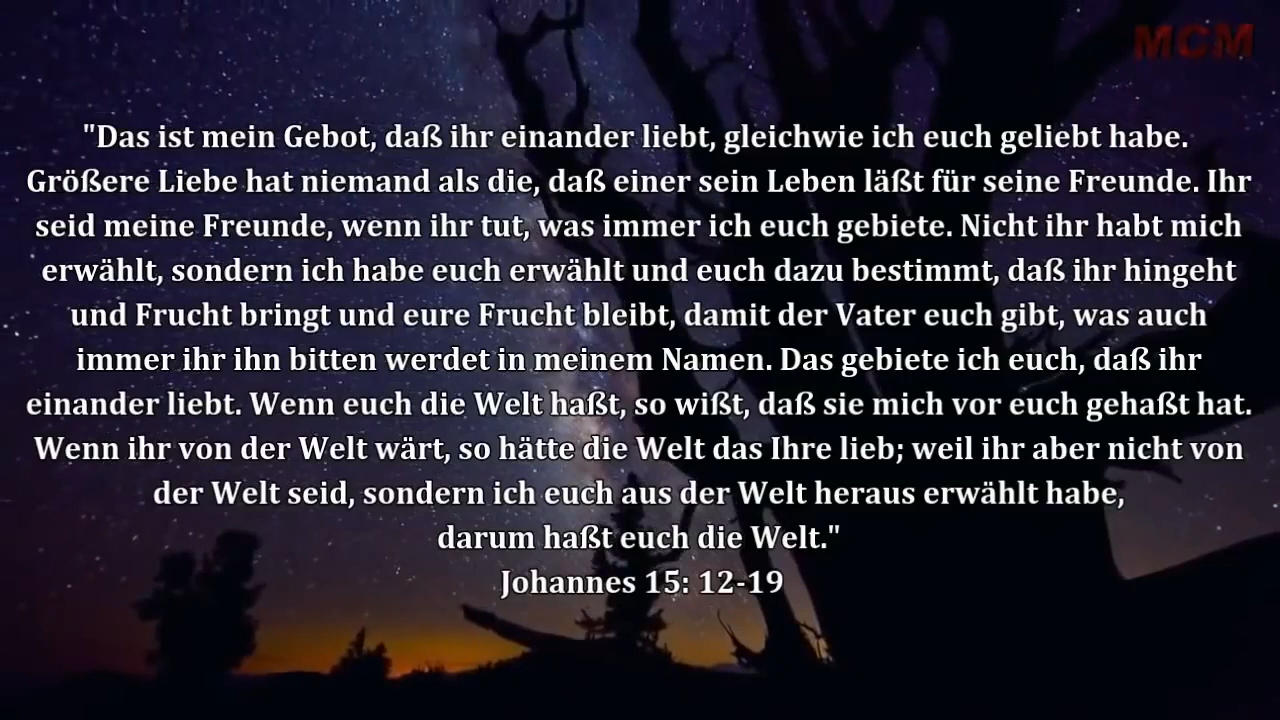 MCM
"Das ist mein Gebot, daß ihr einander liebt, gleichwie ich euch geliebt habe.
Größere Liebe hat niemand als die, daß einer sein Leben läßt für seine Freunde. Ihr
seid meine Freunde, wenn ihr tut, was immer ich euch gebiete. Nicht ihr habt mich
erwählt, sondern ich habe euch erwählt und euch dazu bestimmt, daß ihr hingeht
und Frucht bringt und eure Frucht bleibt, damit der Vater euch gibt, was auch
immer ihr ihn bitten werdet in meinem Namen. Das gebiete ich euch, daß ihr
einander liebt. Wenn euch die Welt haßt, so wißt, daß sie mich vor euch gehaßt hat.
Wenn ihr von der Welt wärt, so hätte die Welt das Ihre lieb; weil ihr aber nicht von
der Welt seid, sondern ich euch aus der Welt heraus erwählt habe,
darum haßt euch die Welt."
Johannes 15: 12-19